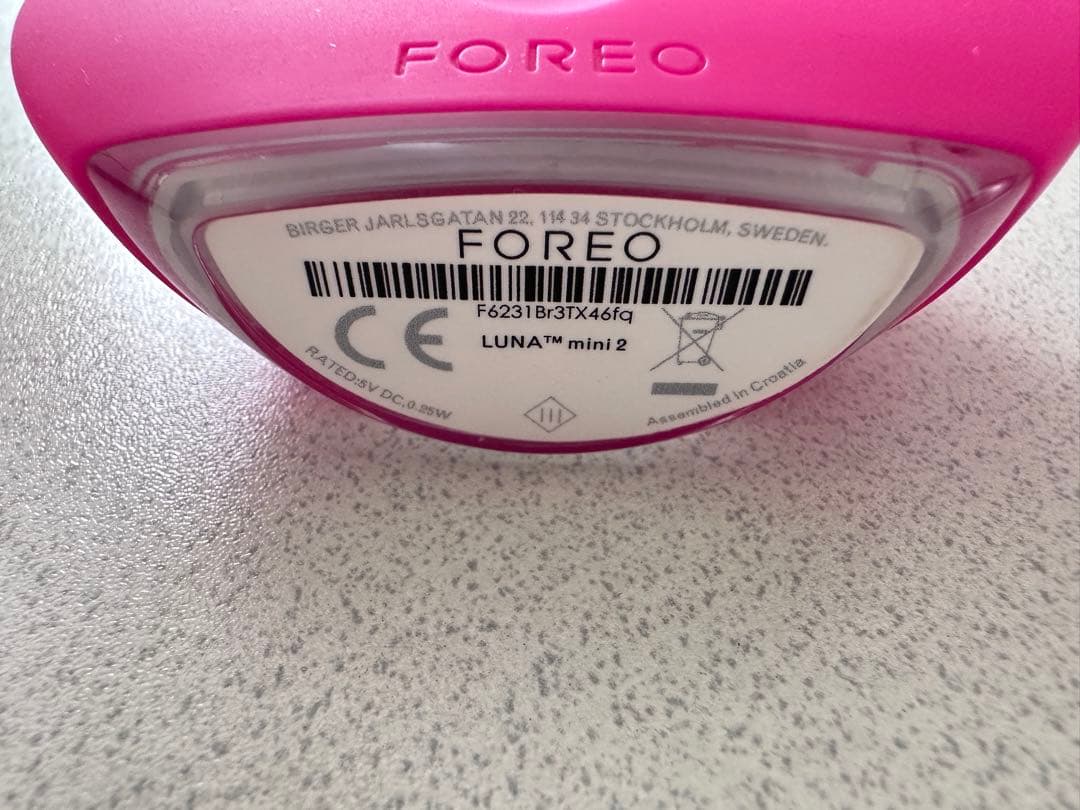 FOREO
BIRGER JARLSGATAN 22, 114 34 STOCKHOLM, SWEDEN.
FOREO
F6231Br3TX46fq
CE
LUNA™ mini 2
RATED:5V DC,0.25W
Assembled in Croatia